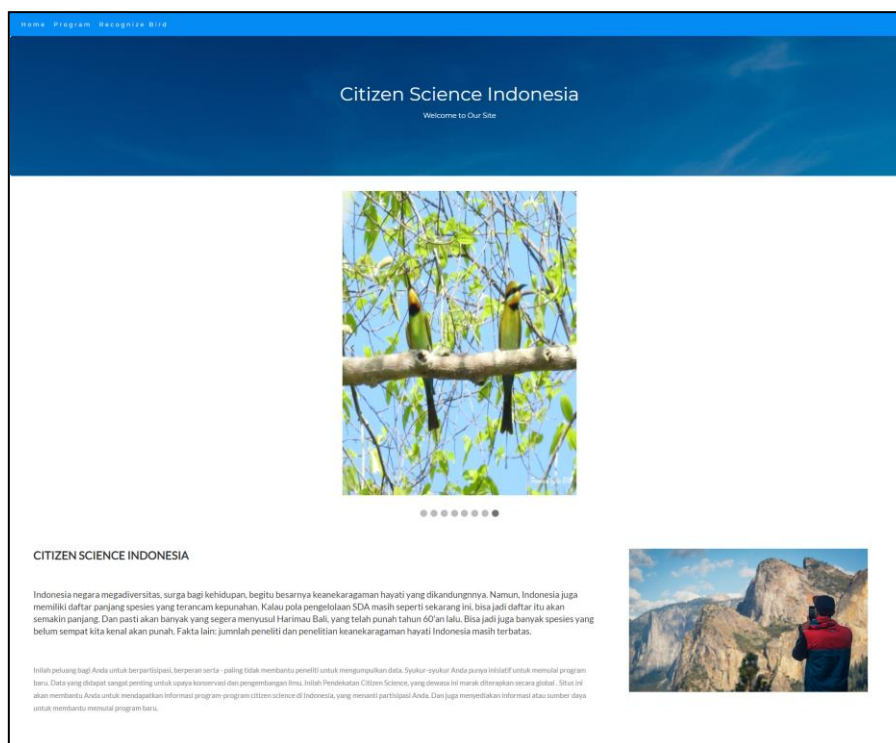 Home Program Recognize Bird
Citizen Science Indonesia
Welcome to Our Site
CITIZEN SCIENCE INDONESIA
Indonesia negara megadiversitas, surga bagi kehidupan, begitu besarnya keanekaragaman hayati yang dikandungnnya. Namun, Indonesia juga
memiliki daftar panjang spesies yang terancam kepunahan. Kalau pola pengelolaan SDA masih seperti sekarang ini, bisa jadi daftar itu akan
semakin panjang. Dan pasti akan banyak yang segera menyusul Harimau Bali, yang telah punah tahun 60'an lalu. Bisa jadi juga banyak spesies yang
belum sempat kita kenal akan punah. Fakta lain: jumnlah peneliti dan penelitian keanekaragaman hayati Indonesia masih terbatas.
Inilah peluang bagi Anda untuk berpartisipasi, berperan serta - paling tidak membantu peneliti untuk mengumpulkan data. Syukur-syukur Anda punya inisiatif untuk memulai program
baru. Data yang didapat sangat penting untuk upaya konservasi dan pengembangan ilmu. Inilah Pendekatan Citizen Science, yang dewasa ini marak diterapkan secara global . Situs ini
akan membantu Anda untuk mendapatkan informasi program-program citizen science di Indonesia, yang menanti partisipasi Anda. Dan juga menyediakan informasi atau sumber daya
untuk membantu memulai program baru.